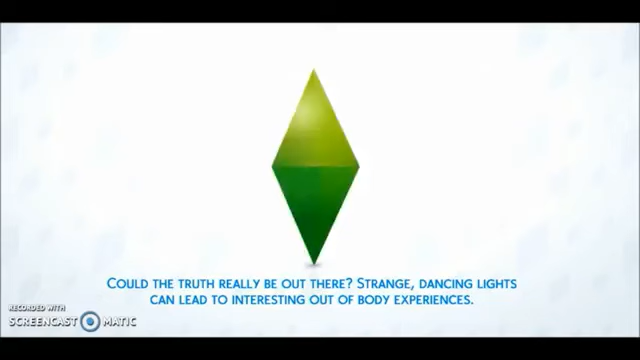 COULD THE TRUTH REALLY BE OUT THERE? STRANGE, DANCING LIGHTS
CAN LEAD TO INTERESTING OUT OF BODY EXPERIENCES.
RECORDED WITH
SCREENCAST O MATIC